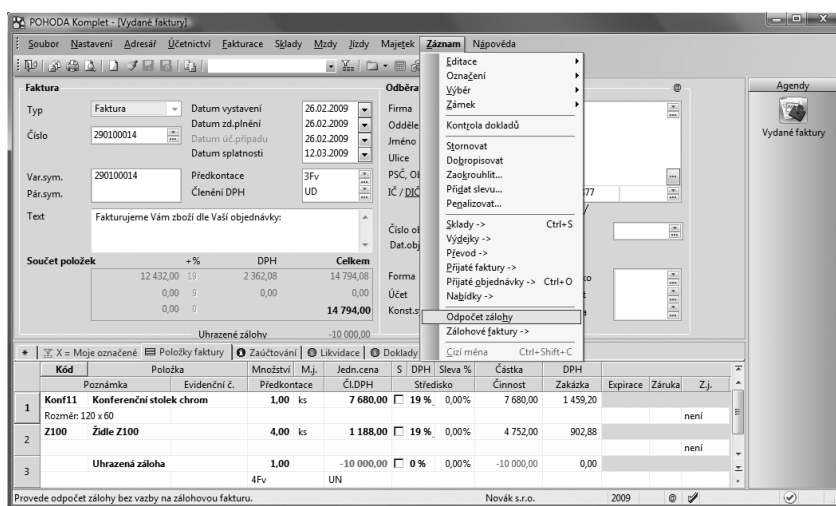 POHODA Komplet - [Vydané faktury]
Soubor Nastavení Adresář Účetnictví Fakturace Sklady Mzdy Jízdy Majetek Záznam Nápověda
Faktura
Typ Faktura
Číslo 290100014
Var.sym. 290100014
Pár.sym.
Datum vystavení 26.02.2009
Datum zd.plnění 26.02.2009
Datum úč.případu 26.02.2009
Datum splatnosti 12.03.2009
Předkontace 3Fv
Členění DPH UD
Text Fakturujeme Vám zboží dle Vaší objednávky:
Součet položek +% DPH Celkem
12 432,00 19 2 362,08 14 794,08
0,00 9 0,00 0,00
0,00 0 14 794,00
Uhrazené zálohy -10 000,00
Odběra
Firma
Odděle
Jméno
Ulice
PSČ, Ob
IČ / DIČ
Číslo ob
Dat.obj
Forma
Účet
Konst.s
@
377
Editace
Označení
Výběr
Zámek
Kontrola dokladů
Stornovat
Dobropisovat
Zaokrouhlit...
Přidat slevu...
Penalizovat...
Sklady -> Ctrl+S
Výdejky ->
Převod ->
Přijaté faktury ->
Přijaté objednávky -> Ctrl+O
Nabídky ->
Odpočet zálohy
Zálohové faktury ->
Cizí měna Ctrl+Shift+C
Agendy
Vydané faktury
* X = Moje označené Položky faktury Zaúčtování Likvidace Doklady
Kód Položka Množství M.j. Jedn.cena S DPH Sleva % Částka DPH
Poznámka Evidenční č. Předkontace Čl.DPH Středisko Činnost Zakázka Expirace Záruka Z.j.
1 Konf11 Konferenční stolek chrom 1,00 ks 7 680,00 19 % 0,00% 7 680,00 1 459,20
Rozměr: 120 x 60 není
2 Z100 Židle Z100 4,00 ks 1 188,00 19 % 0,00% 4 752,00 902,88
není
3 Uhrazená záloha 1,00 -10 000,00 0 % 0,00% -10 000,00 0,00
4Fv UN
Provede odpočet zálohy bez vazby na zálohovou fakturu. Novák s.r.o. 2009 @